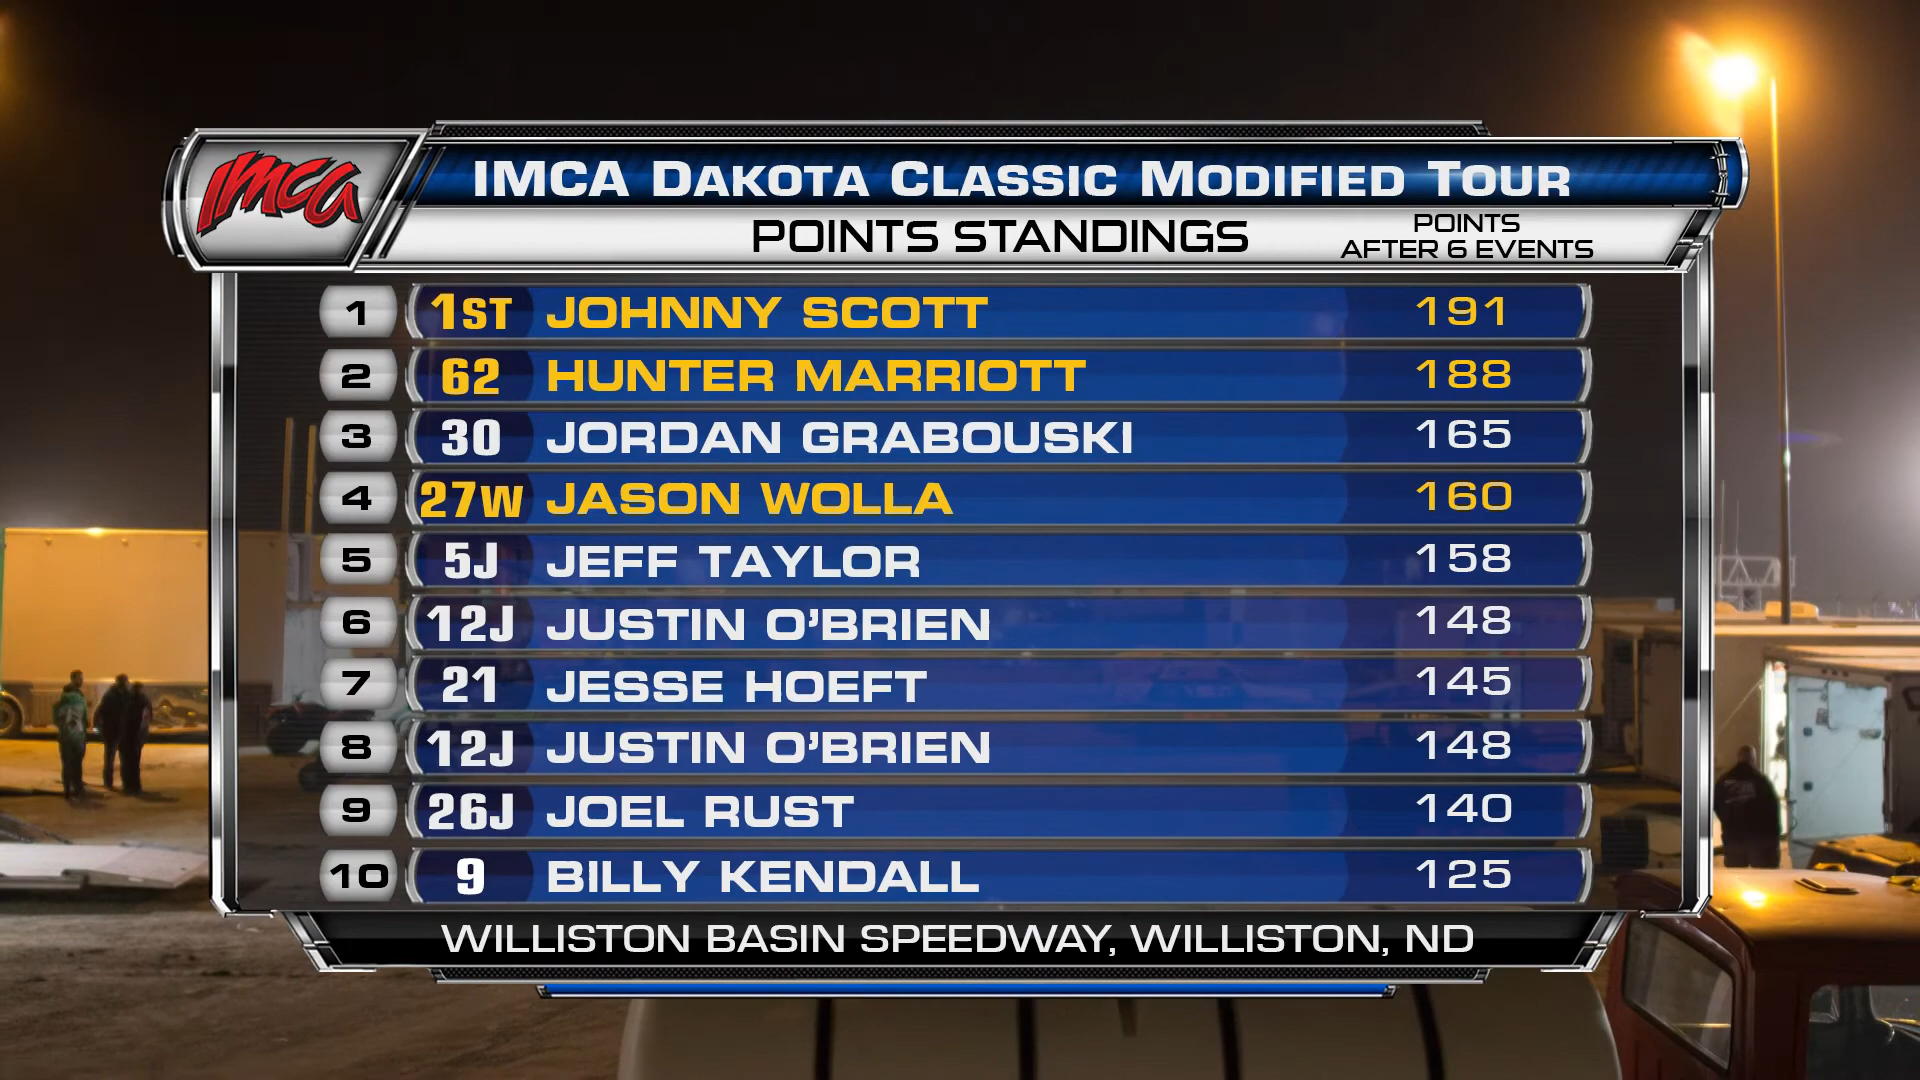 IMCA
IMCA DAKOTA CLASSIC MODIFIED TOUR
POINTS STANDINGS
POINTS
AFTER 6 EVENTS
1 1ST JOHNNY SCOTT 191
2 62 HUNTER MARRIOTT 188
3 30 JORDAN GRABOUSKI 165
4 27W JASON WOLLA 160
5 5J JEFF TAYLOR 158
6 12J JUSTIN O'BRIEN 148
7 21 JESSE HOEFT 145
8 12J JUSTIN O'BRIEN 148
9 26J JOEL RUST 140
10 9 BILLY KENDALL 125
WILLISTON BASIN SPEEDWAY, WILLISTON, ND